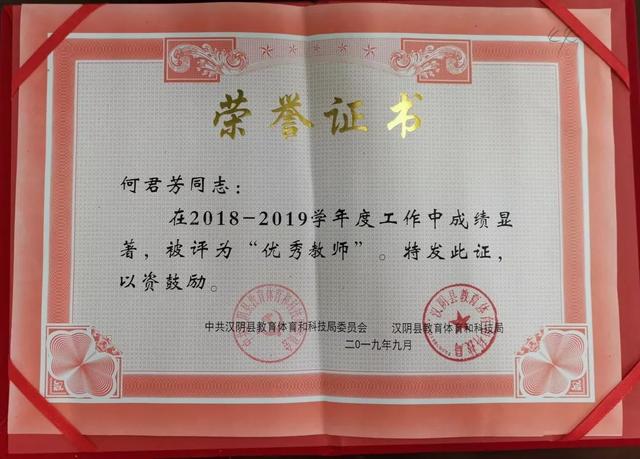 荣誉证书
何君芳同志：
在2018-2019学年度工作中成绩显
著，被评为“优秀教师”。特发此证，
以资鼓励。
中共汉阴县教育体育和科技局委员会 汉阴县教育体育和科技局
二〇一九年九月